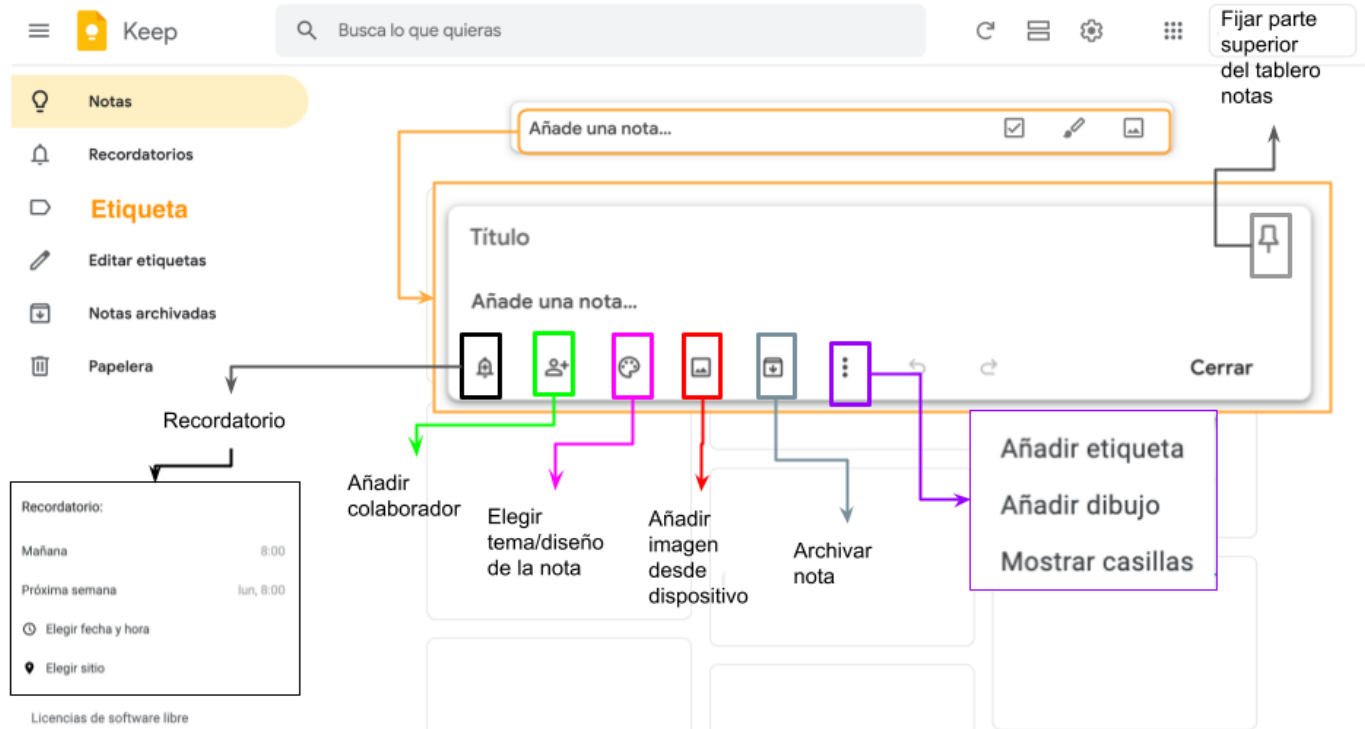 Keep
Busca lo que quieras
Fijar parte
superior
del tablero
notas
Notas
Recordatorios
Etiqueta
Editar etiquetas
Notas archivadas
Papelera
Añade una nota...
Título
Añade una nota...
Cerrar
Recordatorio
Añadir
colaborador
Elegir
tema/diseño
de la nota
Añadir
imagen
desde
dispositivo
Archivar
nota
Añadir etiqueta
Añadir dibujo
Mostrar casillas
Recordatorio:
Mañana 8:00
Próxima semana lun, 8:00
Elegir fecha y hora
Elegir sitio
Licencias de software libre